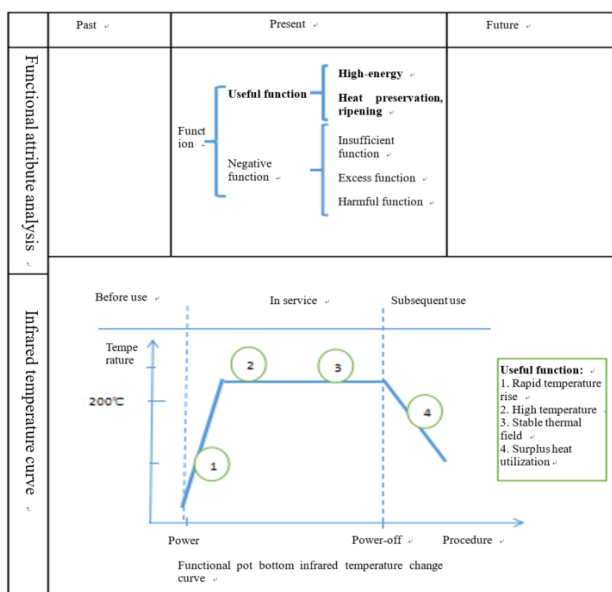 Past
Present
Future
Functional attribute analysis
Funct
ion
Useful function
High-energy
Heat preservation,
ripening
Negative
function
Insufficient
function
Excess function
Harmful function
Infrared temperature curve
Before use
In service
Subsequent use
Tempe
rature
200℃
1
2
3
4
Useful function:
1. Rapid temperature
rise
2. High temperature
3. Stable thermal
field
4. Surplus heat
utilization
Power
Power-off
Procedure
Functional pot bottom infrared temperature change
curve